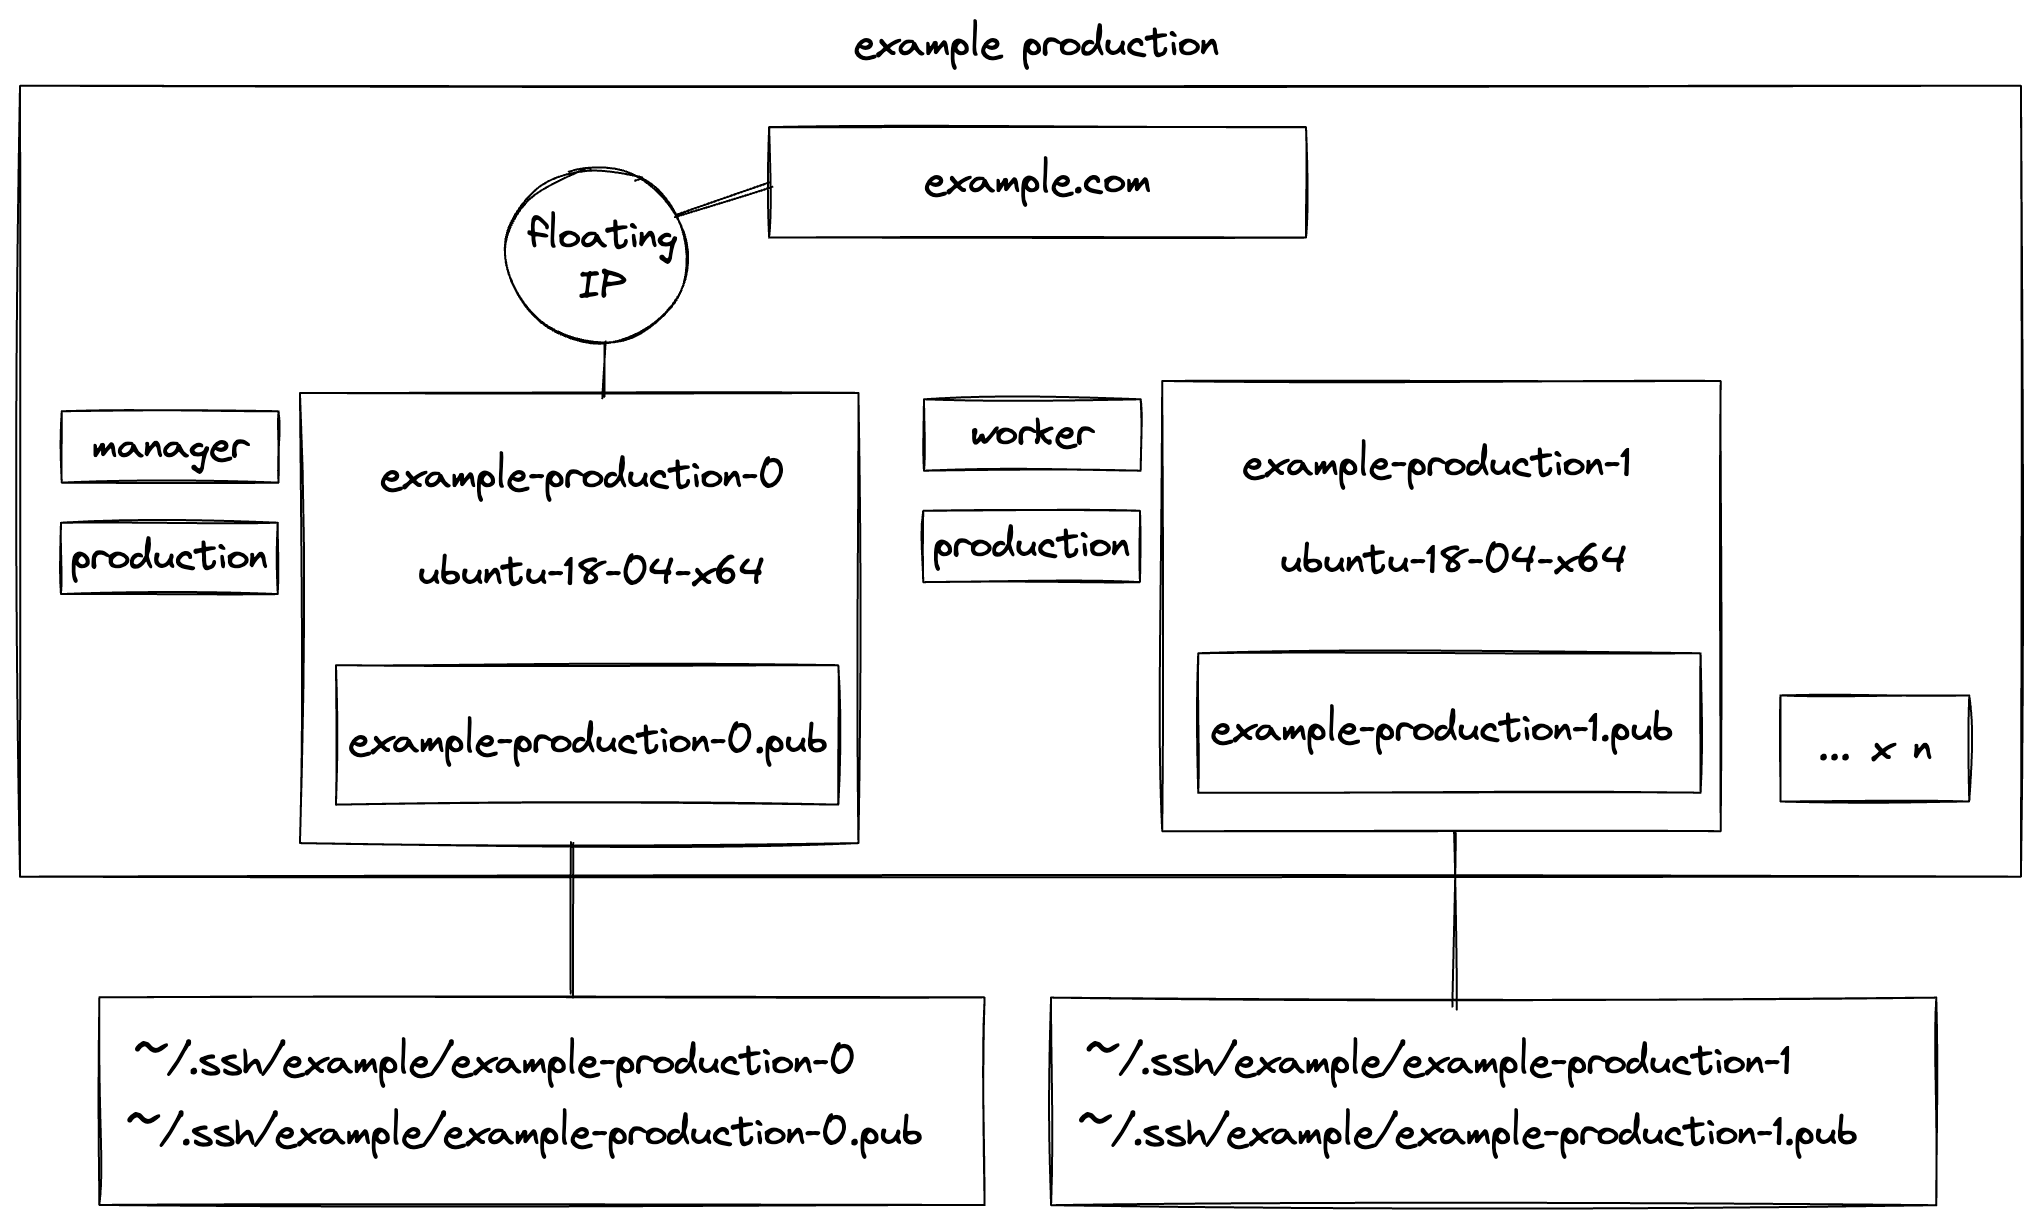 example production
example.com
floating
IP
manager
production
example-production-0
ubuntu-18-04-x64
example-production-0.pub
worker
production
example-production-1
ubuntu-18-04-x64
example-production-1.pub
... x n
~/.ssh/example/example-production-0
~/.ssh/example/example-production-0.pub
~/.ssh/example/example-production-1
~/.ssh/example/example-production-1.pub